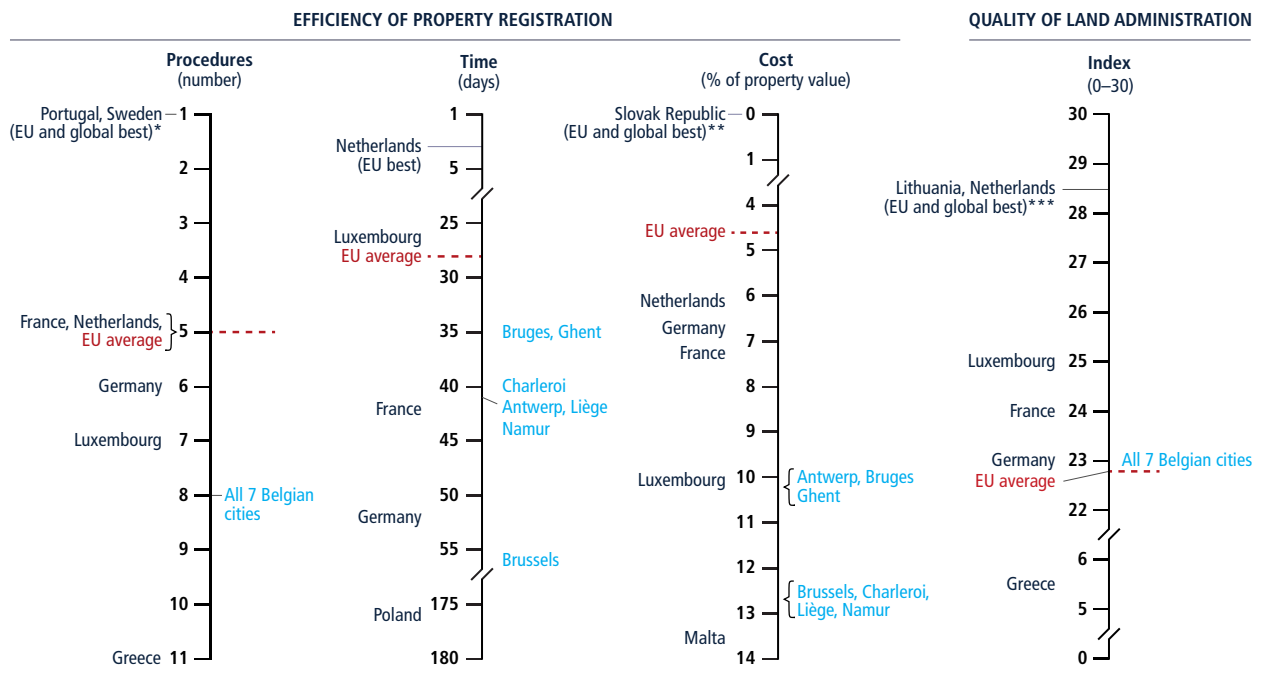 EFFICIENCY OF PROPERTY REGISTRATION
QUALITY OF LAND ADMINISTRATION
Procedures
(number)
Portugal, Sweden
(EU and global best)*
1
2
3
4
France, Netherlands,
EU average
5
Germany 6
Luxembourg 7
8
All 7 Belgian
cities
9
10
Greece 11
Time
(days)
1
Netherlands
(EU best)
5
25
Luxembourg
EU average
30
35
Bruges, Ghent
40
Charleroi
Antwerp, Liège
Namur
France
45
50
Germany
55
Brussels
175
Poland
180
Cost
(% of property value)
Slovak Republic
(EU and global best)**
0
1
4
EU average
5
6
Netherlands
Germany
7
France
8
9
10
Luxembourg
Antwerp, Bruges
Ghent
11
12
Brussels, Charleroi,
Liège, Namur
13
Malta
14
Index
(0–30)
30
29
Lithuania, Netherlands
(EU and global best)***
28
27
26
Luxembourg 25
France 24
Germany 23
All 7 Belgian cities
EU average
22
6
Greece
5
0